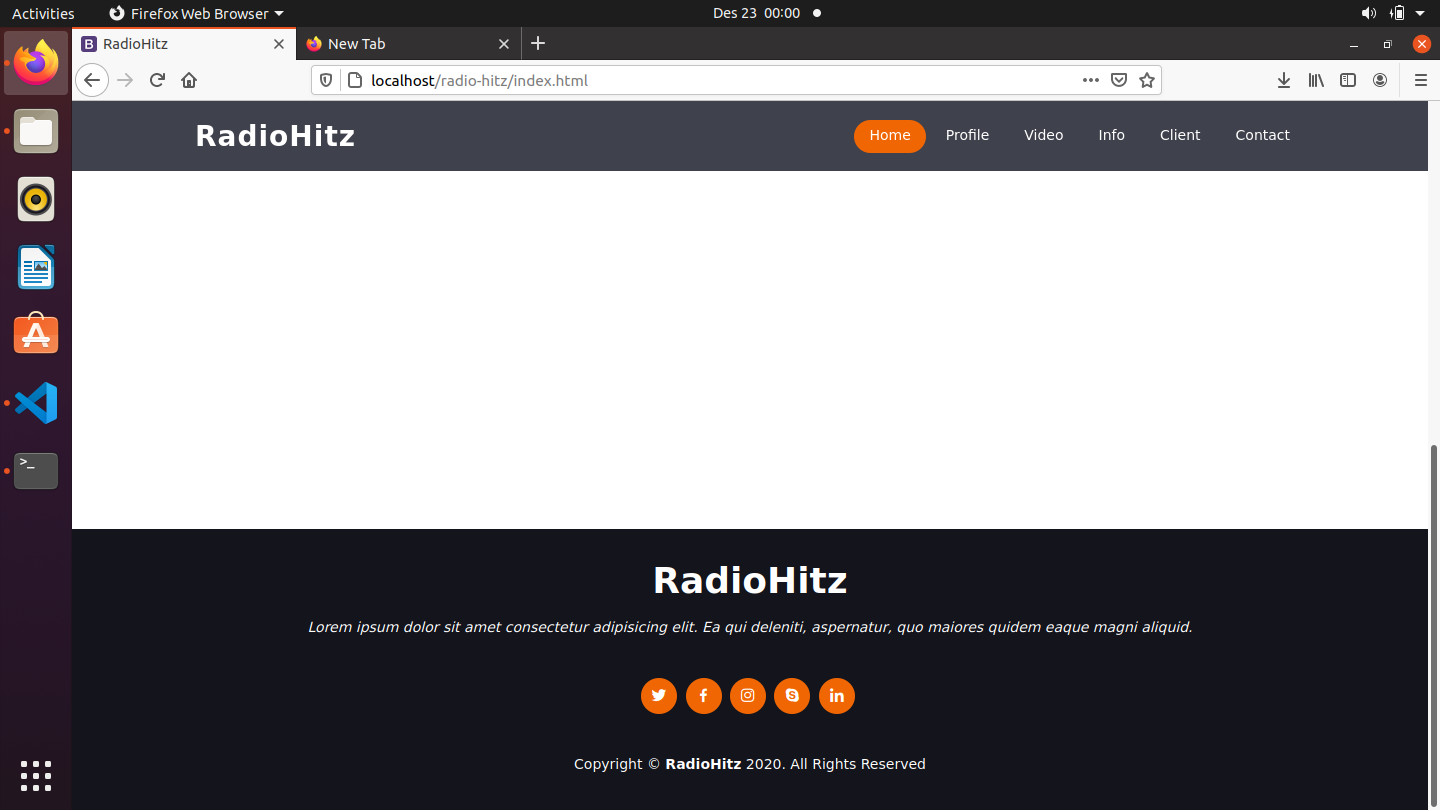 Activities Firefox Web Browser Des 23 00:00
RadioHitz New Tab
localhost/radio-hitz/index.html
RadioHitz Home Profile Video Info Client Contact
RadioHitz
Lorem ipsum dolor sit amet consectetur adipisicing elit. Ea qui deleniti, aspernatur, quo maiores quidem eaque magni aliquid.
Copyright © RadioHitz 2020. All Rights Reserved